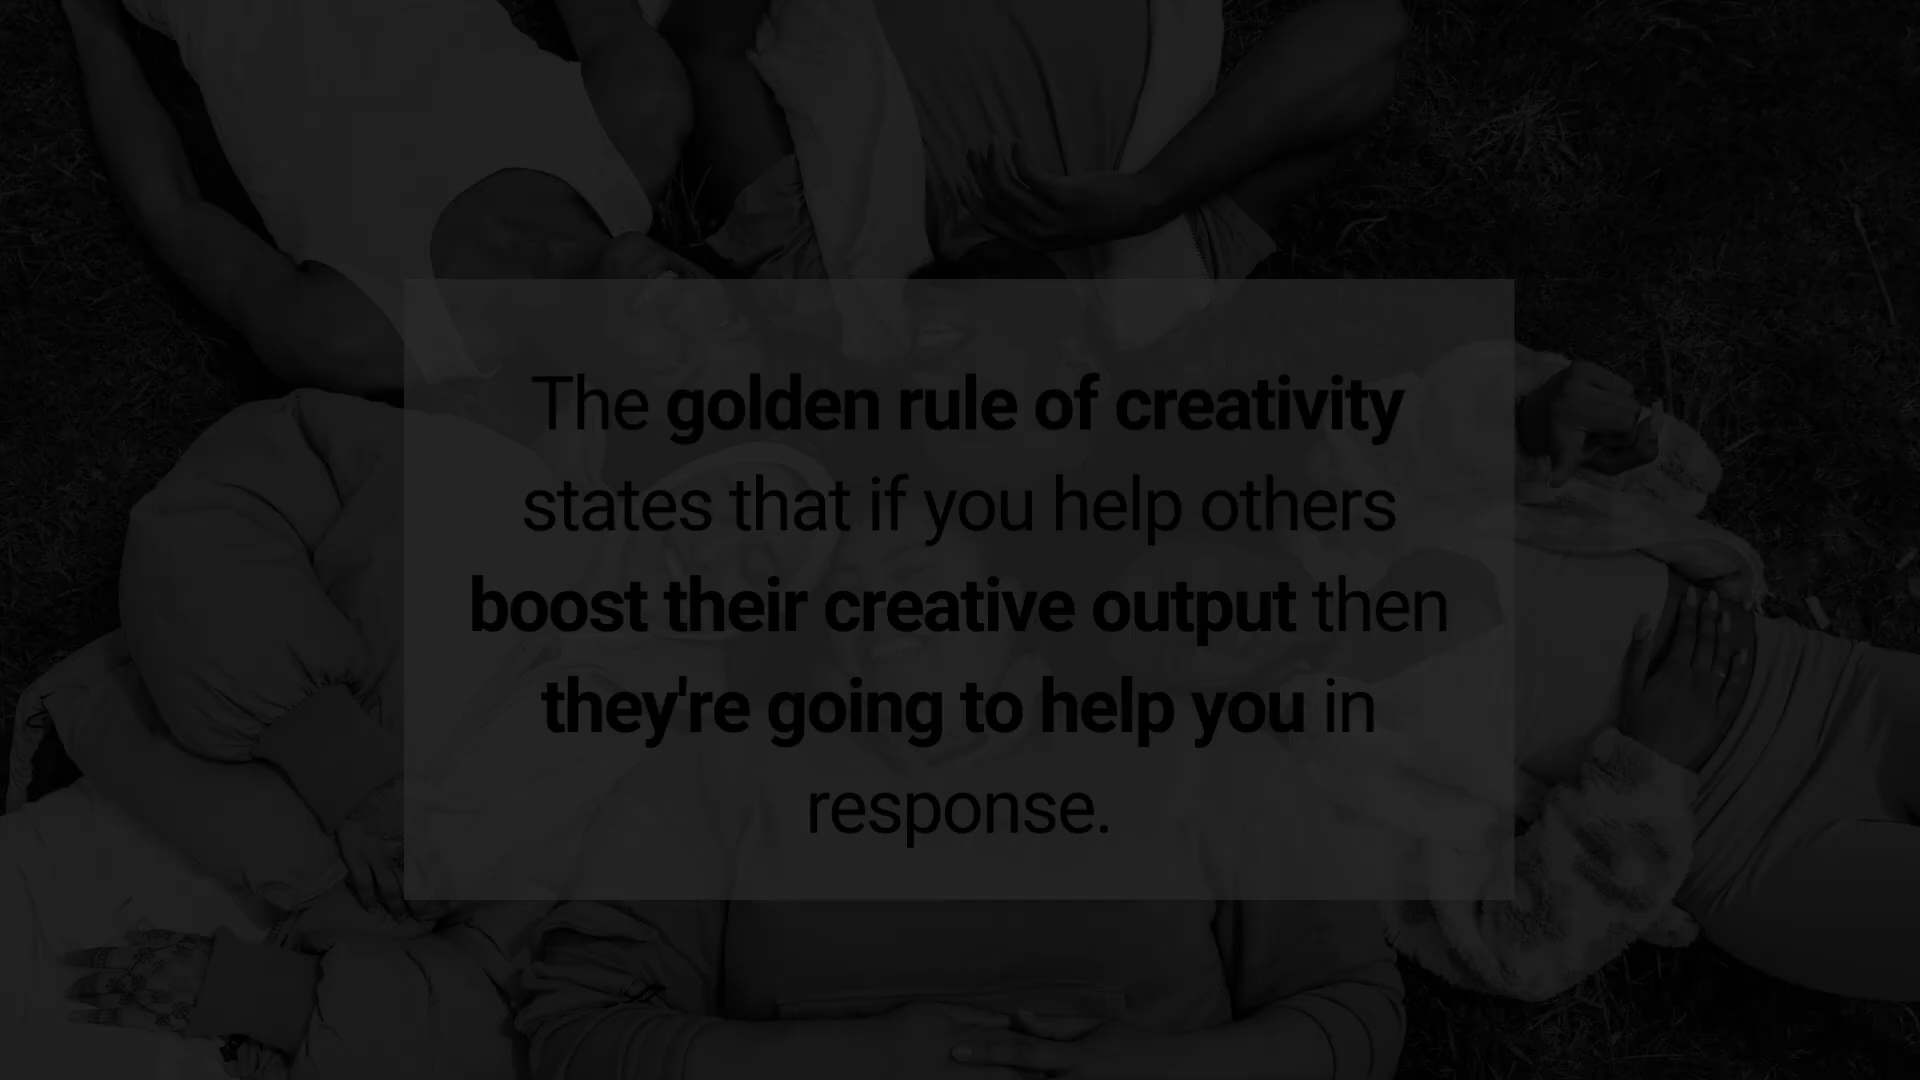 The golden rule of creativity
states that if you help others
boost their creative output then
they're going to help you in
response.